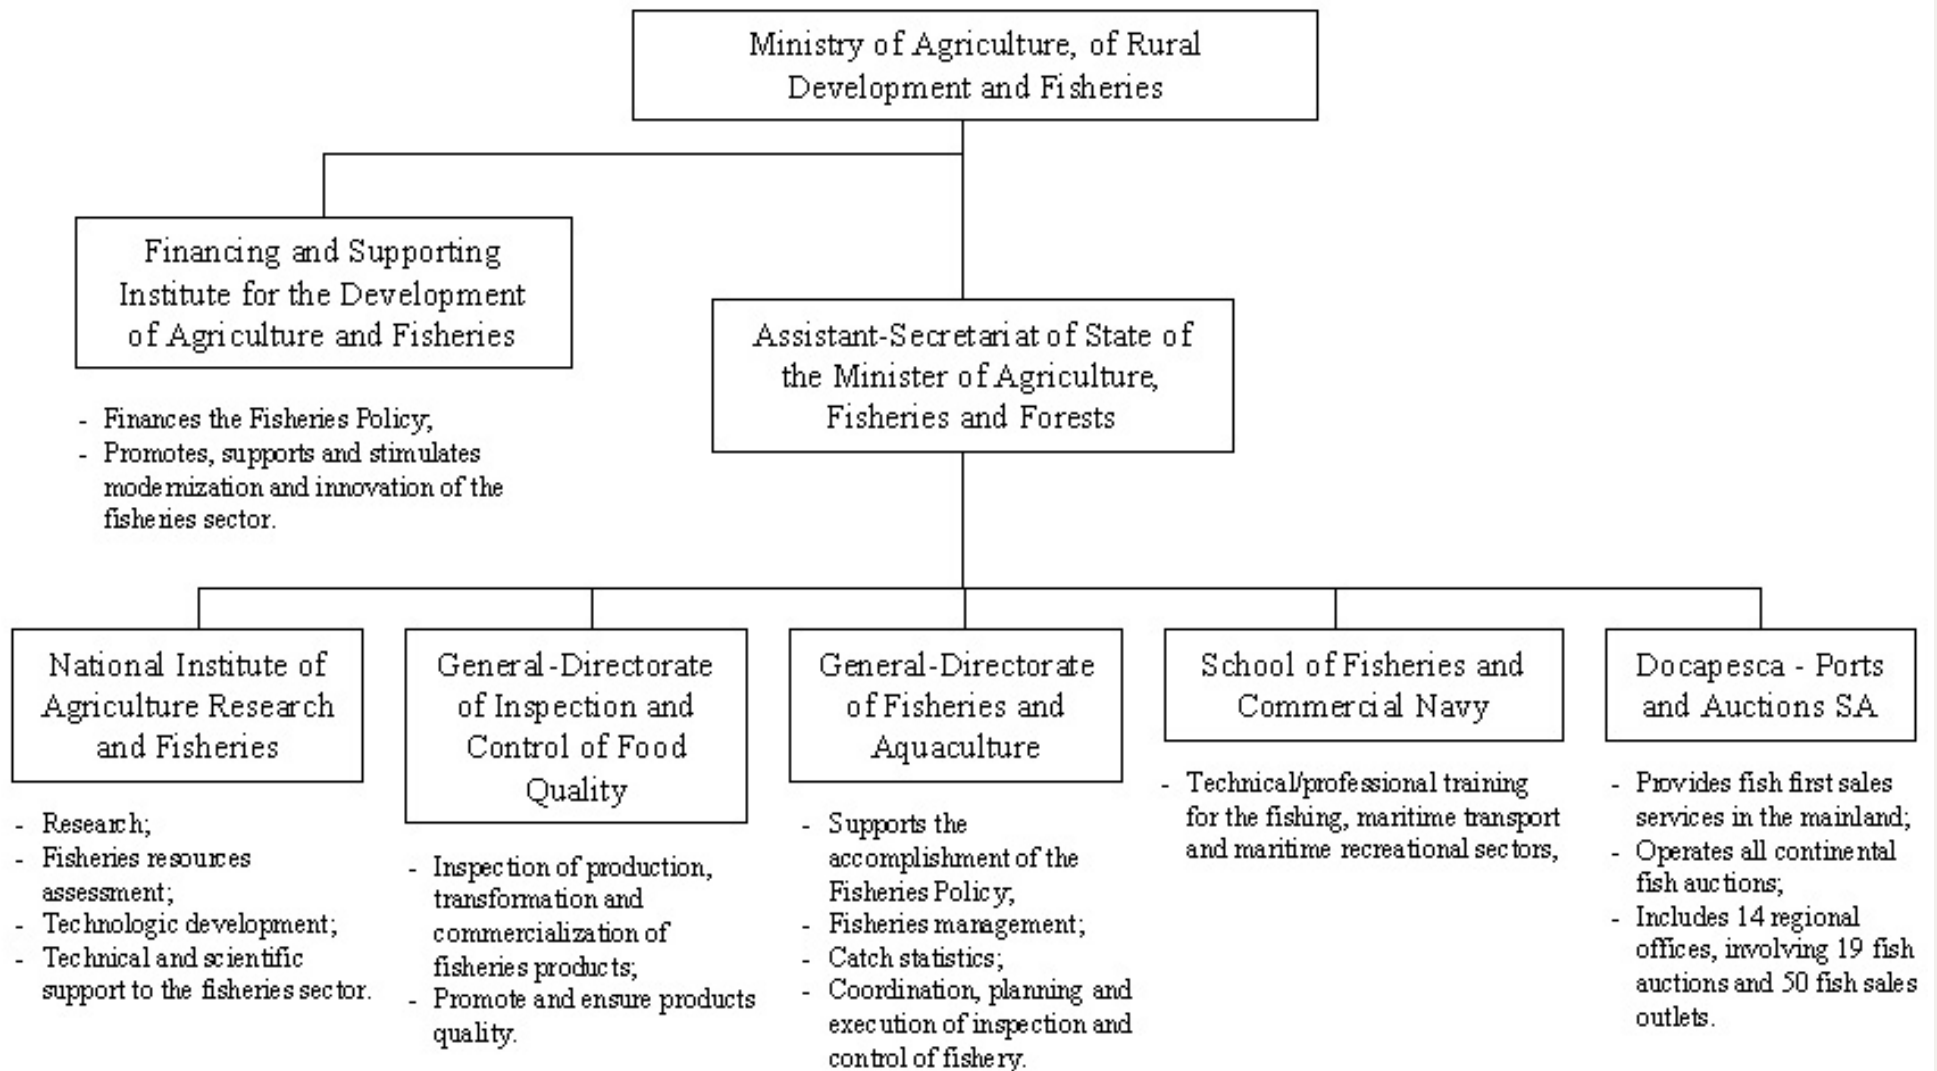 Ministry of Agriculture, of Rural
Development and Fisheries
Financing and Supporting
Institute for the Development
of Agriculture and Fisheries
- Finances the Fisheries Policy;
- Promotes, supports and stimulates
modernization and innovation of the
fisheries sector.
Assistant-Secretariat of State of
the Minister of Agriculture,
Fisheries and Forests
National Institute of
Agriculture Research
and Fisheries
- Research;
- Fisheries resources
assessment;
- Technologic development;
- Technical and scientific
support to the fisheries sector.
General-Directorate
of Inspection and
Control of Food
Quality
- Inspection of production,
transformation and
commercialization of
fisheries products;
- Promote and ensure products
quality.
General-Directorate
of Fisheries and
Aquaculture
- Supports the
accomplishment of the
Fisheries Policy;
- Fisheries management;
- Catch statistics;
- Coordination, planning and
execution of inspection and
control of fishery.
School of Fisheries and
Commercial Navy
- Technical/professional training
for the fishing, maritime transport
and maritime recreational sectors,
Docapesca - Ports
and Auctions SA
- Provides fish first sales
services in the mainland;
- Operates all continental
fish auctions;
- Includes 14 regional
offices, involving 19 fish
auctions and 50 fish sales
outlets.